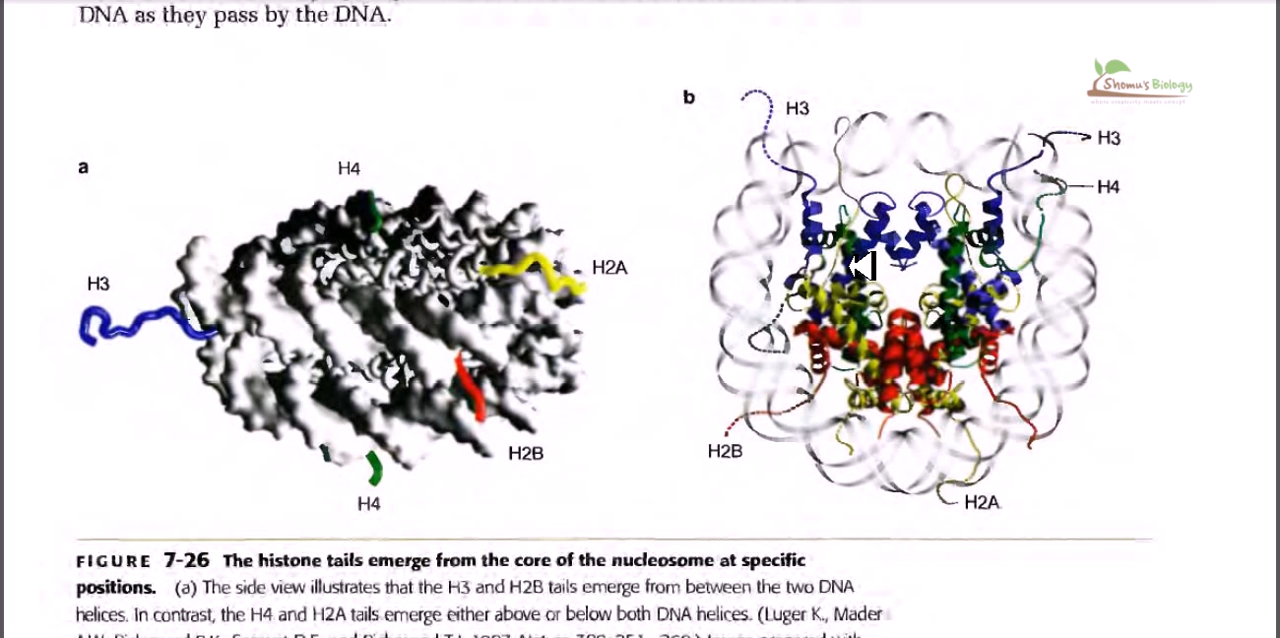 DNA as they pass by the DNA.
Shomu's Biology
b
H3
H3
a
H4
H4
H2A
H3
H2B
H2B
H4
H2A
FIGURE 7-26 The histone tails emerge from the core of the nucleosome at specific
positions. (a) The side view illustrates that the H3 and H2B tails emerge from between the two DNA
helices. In contrast, the H4 and H2A tails emerge either above or below both DNA helices. (Luger K., Mader